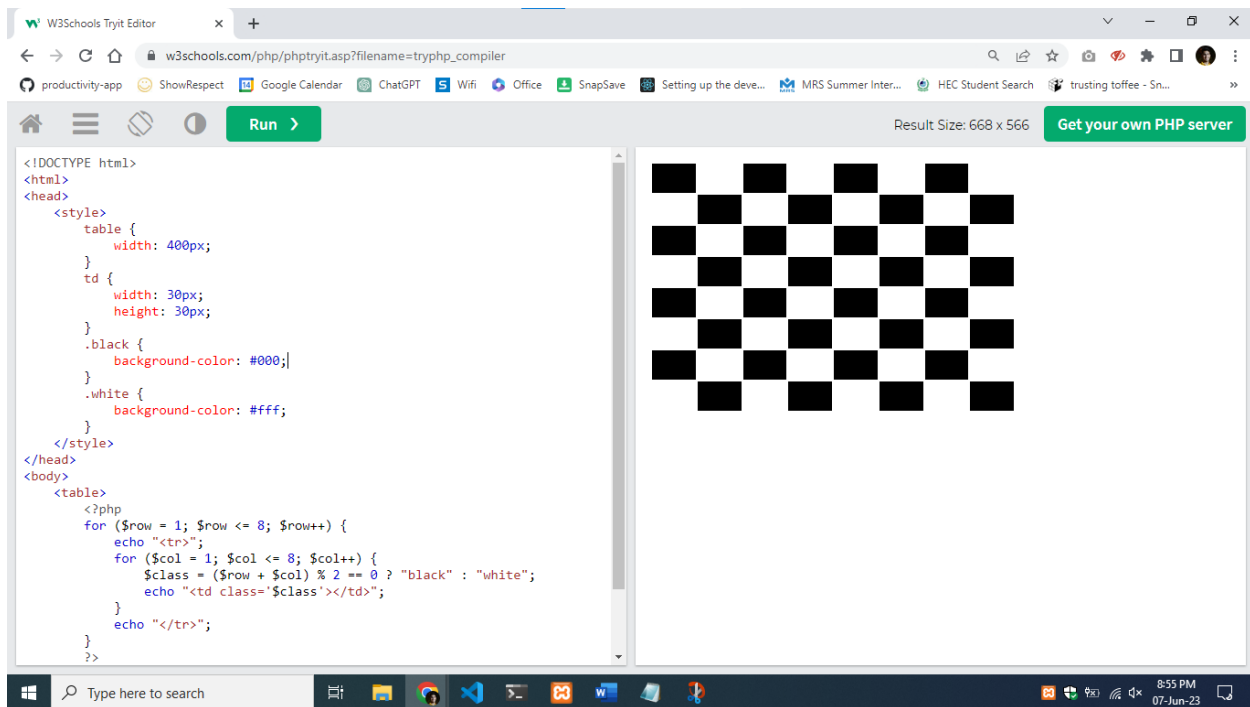 W3Schools Tryit Editor
w3schools.com/php/phptryit.asp?filename=tryphp_compiler
productivity-app ShowRespect 14 Google Calendar ChatGPT S Wifi Office SnapSave Setting up the deve... MRS Summer Inter... HEC Student Search trusting toffee - Sn... »
Run ❯ Result Size: 668 x 566 Get your own PHP server
<!DOCTYPE html>
<html>
<head>
    <style>
        table {
            width: 400px;
        }
        td {
            width: 30px;
            height: 30px;
        }
        .black {
            background-color: #000;
        }
        .white {
            background-color: #fff;
        }
    </style>
</head>
<body>
    <table>
        <?php
        for ($row = 1; $row <= 8; $row++) {
            echo "<tr>";
            for ($col = 1; $col <= 8; $col++) {
                $class = ($row + $col) % 2 == 0 ? "black" : "white";
                echo "<td class='$class'></td>";
            }
            echo "</tr>";
        }
        ?>
Type here to search
8:55 PM
07-Jun-23